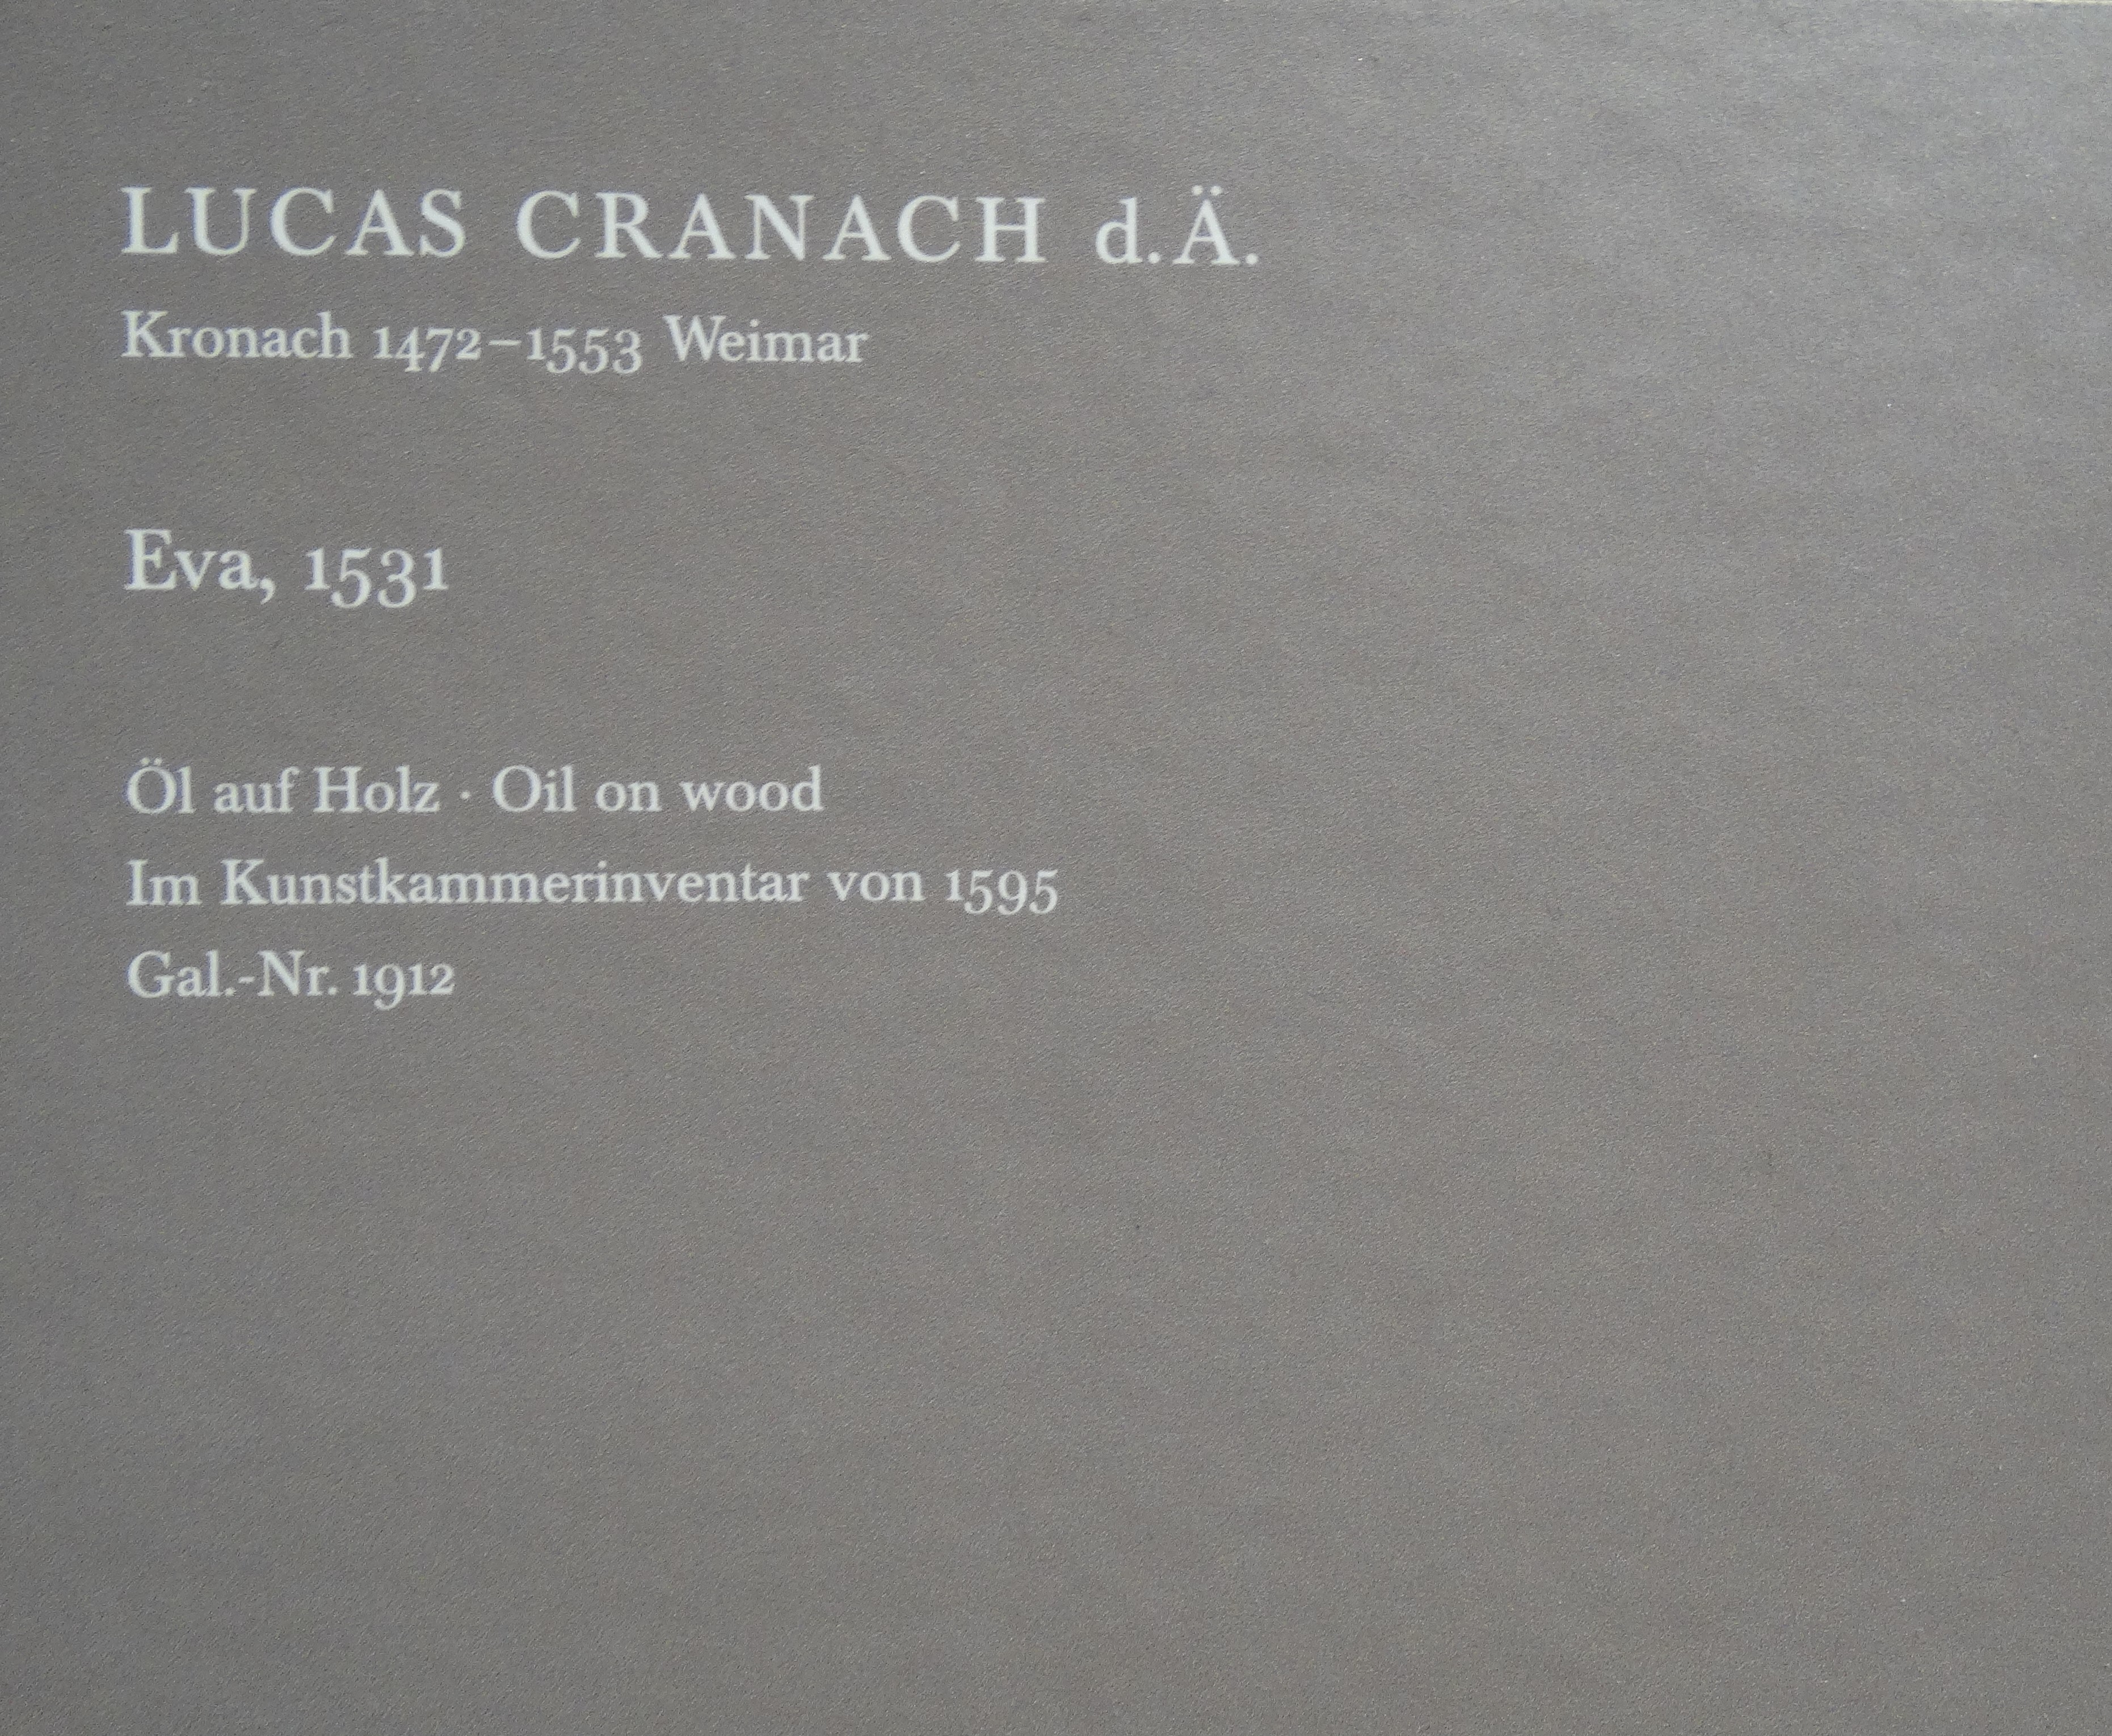 LUCAS CRANACH d.Ä.
Kronach 1472–1553 Weimar
Eva, 1531
Öl auf Holz · Oil on wood
Im Kunstkammerinventar von 1595
Gal.-Nr. 1912